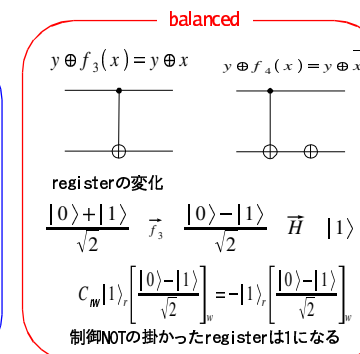 balanced
y ⊕ f₃(x) = y ⊕ x
y ⊕ f₄(x) = y ⊕ x̅
registerの変化
(|0⟩+|1⟩)/√2 →f₃ (|0⟩−|1⟩)/√2 →H |1⟩
C_rw|1⟩_r[(|0⟩−|1⟩)/√2]_w = −|1⟩_r[(|0⟩−|1⟩)/√2]_w
制御NOTの掛かったregisterは1になる